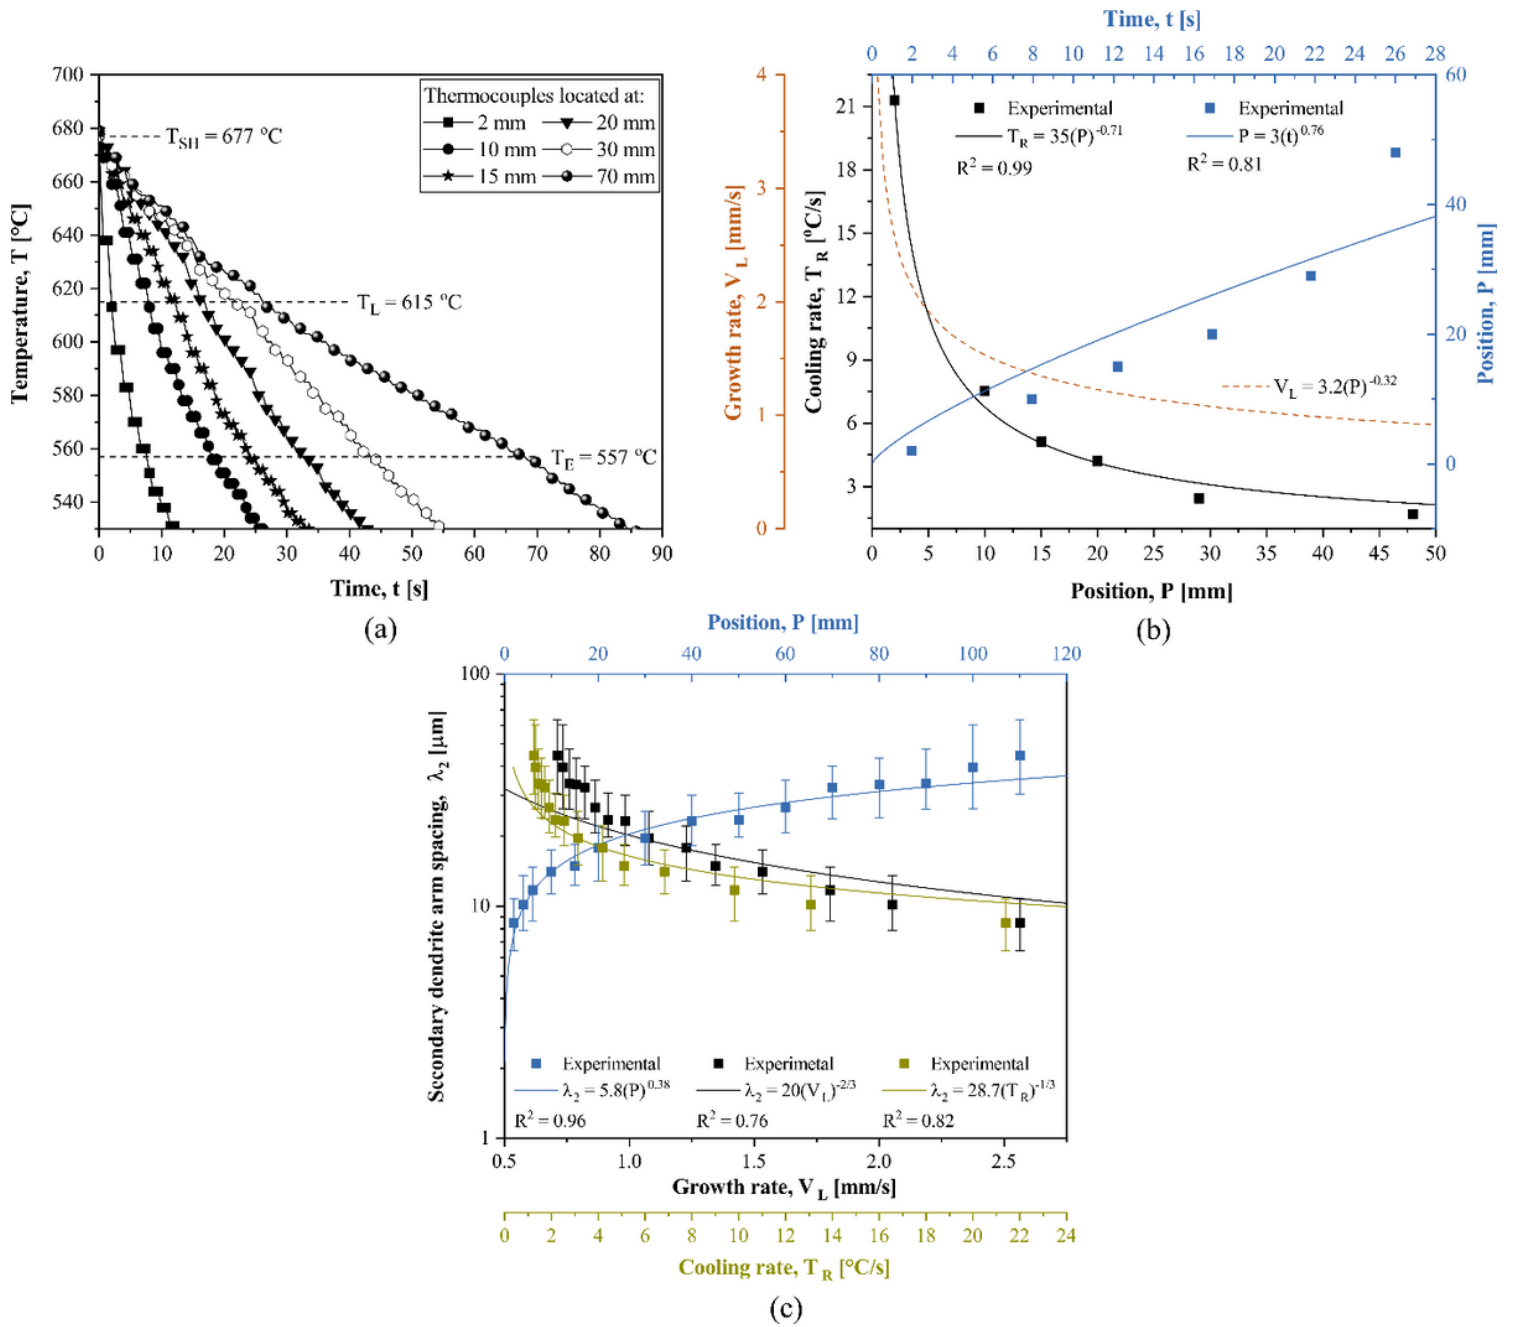 Time, t [s]
0 2 4 6 8 10 12 14 16 18 20 22 24 26 28
700
680
660
640
620
600
580
560
540
Temperature, T [°C]
Thermocouples located at:
2 mm 20 mm
10 mm 30 mm
15 mm 70 mm
T_SH = 677 °C
T_L = 615 °C
T_E = 557 °C
0 10 20 30 40 50 60 70 80 90
Time, t [s]
(a)
4
3
2
1
0
Growth rate, V_L [mm/s]
21
18
15
12
9
6
3
Cooling rate, T_R [°C/s]
Experimental Experimental
T_R = 35(P)^-0.71 P = 3(t)^0.76
R^2 = 0.99 R^2 = 0.81
V_L = 3.2(P)^-0.32
60
40
20
0
Position, P [mm]
0 5 10 15 20 25 30 35 40 45 50
Position, P [mm]
(b)
Position, P [mm]
0 20 40 60 80 100 120
100
10
1
Secondary dendrite arm spacing, λ_2 [μm]
Experimental Experimetal Experimental
λ_2 = 5.8(P)^0.38 λ_2 = 20(V_L)^-2/3 λ_2 = 28.7(T_R)^-1/3
R^2 = 0.96 R^2 = 0.76 R^2 = 0.82
0.5 1.0 1.5 2.0 2.5
Growth rate, V_L [mm/s]
0 2 4 6 8 10 12 14 16 18 20 22 24
Cooling rate, T_R [°C/s]
(c)